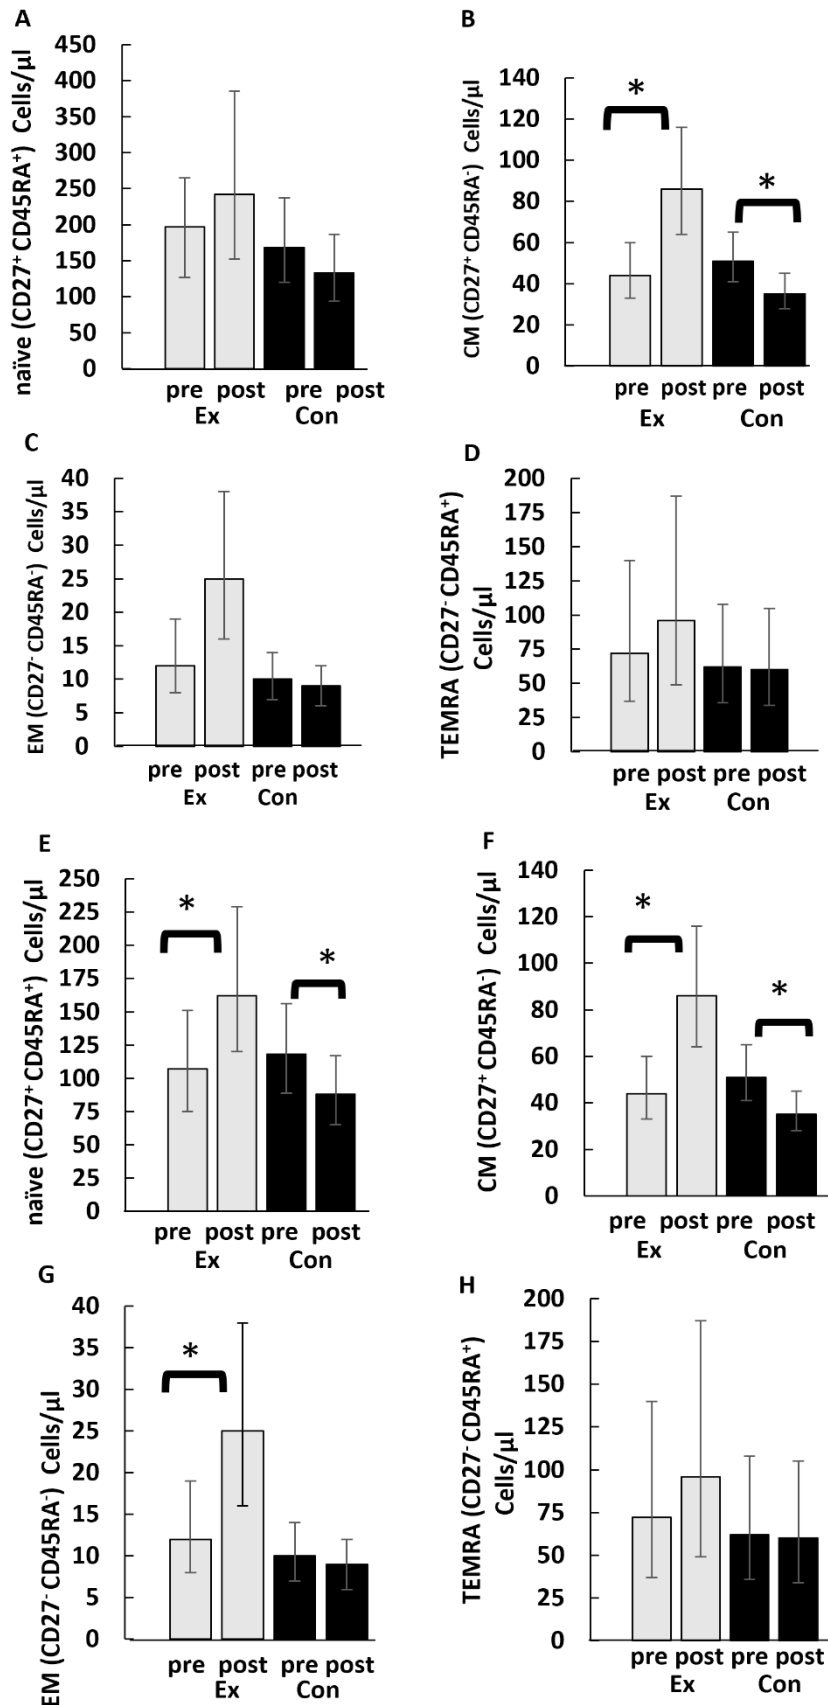 A
naïve (CD27+ CD45RA+) Cells/µl
450
400
350
300
250
200
150
100
50
0
pre post pre post
Ex Con
B
CM (CD27+ CD45RA-) Cells/µl
140
120
100
80
60
40
20
0
* *
pre post pre post
Ex Con
C
EM (CD27- CD45RA-) Cells/µl
40
35
30
25
20
15
10
5
0
pre post pre post
Ex Con
D
TEMRA (CD27- CD45RA+)
Cells/µl
200
175
150
125
100
75
50
25
0
pre post pre post
Ex Con
E
naïve (CD27+ CD45RA+) Cells/µl
250
225
200
175
150
125
100
75
50
25
0
* *
pre post pre post
Ex Con
F
CM (CD27+ CD45RA-) Cells/µl
140
120
100
80
60
40
20
0
* *
pre post pre post
Ex Con
G
EM (CD27- CD45RA-) Cells/µl
40
35
30
25
20
15
10
5
0
*
pre post pre post
Ex Con
H
TEMRA (CD27- CD45RA+)
Cells/µl
200
175
150
125
100
75
50
25
0
pre post pre post
Ex Con